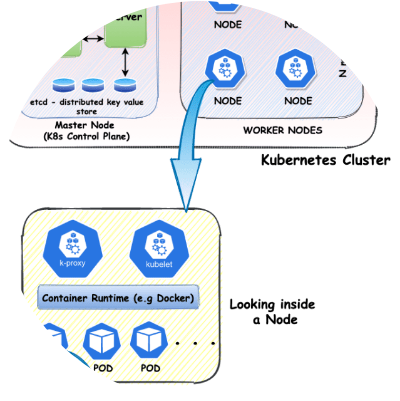 NODE
NODE
NODE
NODE
etcd - distributed key value
store
Master Node
(K8s Control Plane)
WORKER NODES
Kubernetes Cluster
k-proxy
kubelet
Container Runtime (e.g Docker)
Looking inside
a Node
POD
POD